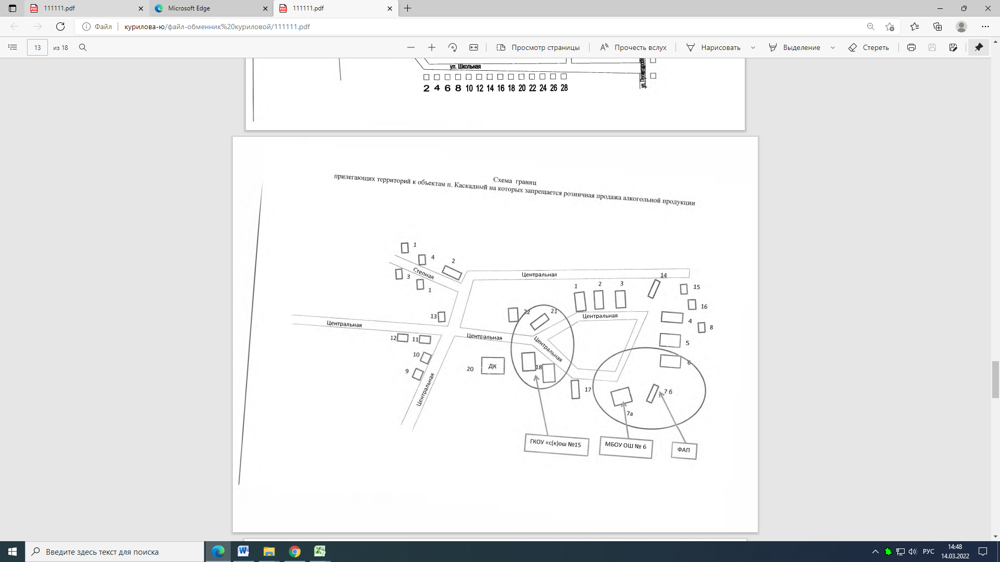 111111.pdf
Microsoft Edge
111111.pdf
Файл
курилова-ю/файл-обменник%20куриловой/111111.pdf
13 из 18
Просмотр страницы
Прочесть вслух
Нарисовать
Выделение
Стереть
ул. Школьная
2 4 6 8 10 12 14 16 18 20 22 24 26 28
Схема границ
прилегающих территорий к объектам п. Каскадный на которых запрещается розничная продажа алкогольной продукции
1
4
2
Степная
3
1
Центральная
14
1 2 3
15
16
13
22
21
Центральная
4
8
Центральная
12
11
Центральная
Центральная
5
10
6
9
20
ДК
18
17
Центральная
7 б
7а
ГКОУ «с(к)ош №15
МБОУ ОШ № 6
ФАП
Введите здесь текст для поиска
РУС
14:48
14.03.2022